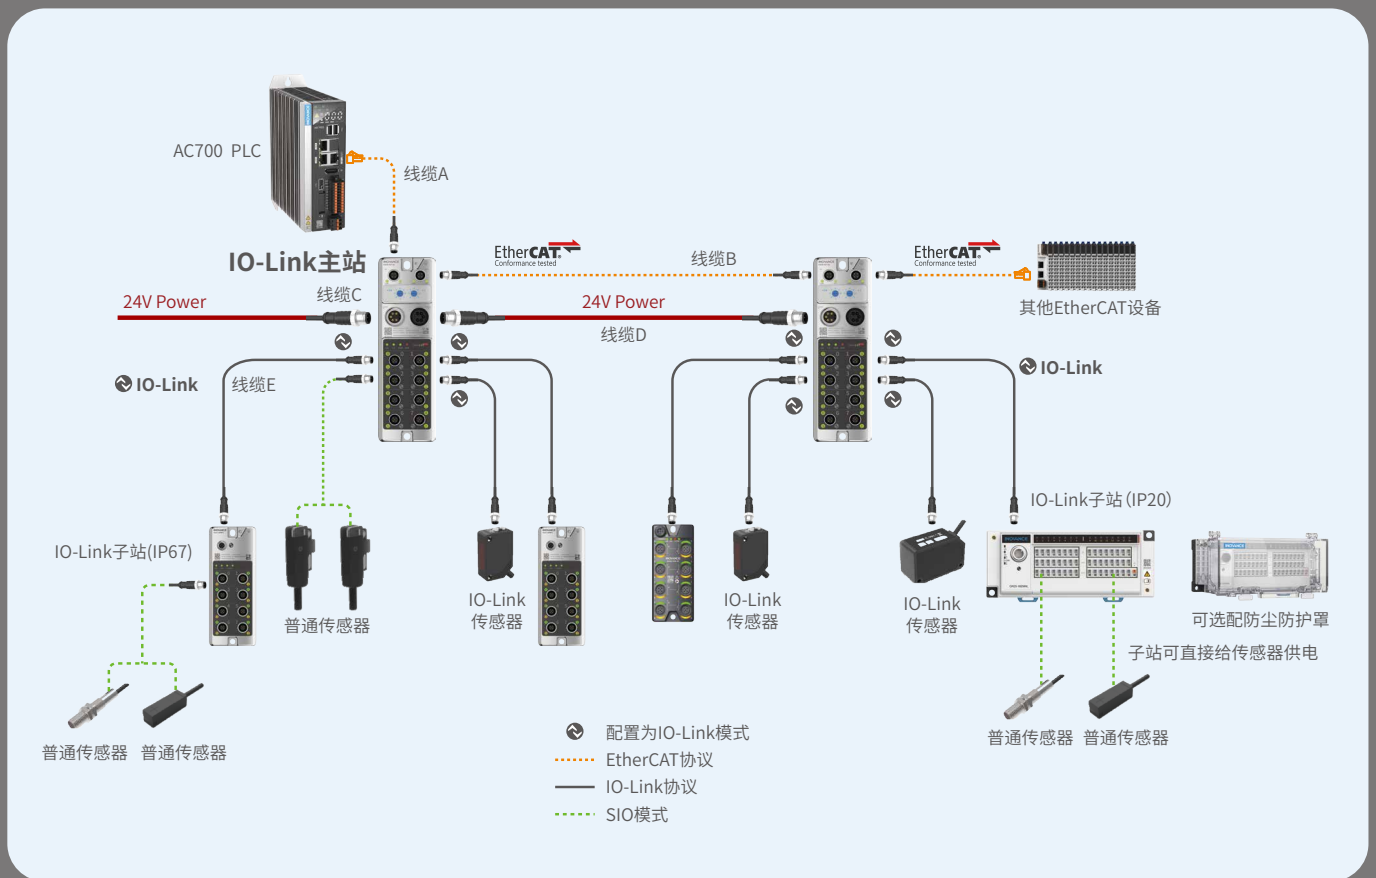 AC700 PLC
线缆A
IO-Link主站
EtherCAT
Conformance tested
线缆B
EtherCAT
Conformance tested
线缆C
24V Power
24V Power
线缆D
其他EtherCAT设备
IO-Link
线缆E
IO-Link
IO-Link子站(IP67)
IO-Link子站(IP20)
普通传感器
IO-Link
传感器
IO-Link
传感器
IO-Link
传感器
可选配防尘防护罩
子站可直接给传感器供电
普通传感器
普通传感器
普通传感器
普通传感器
配置为IO-Link模式
EtherCAT协议
IO-Link协议
SIO模式